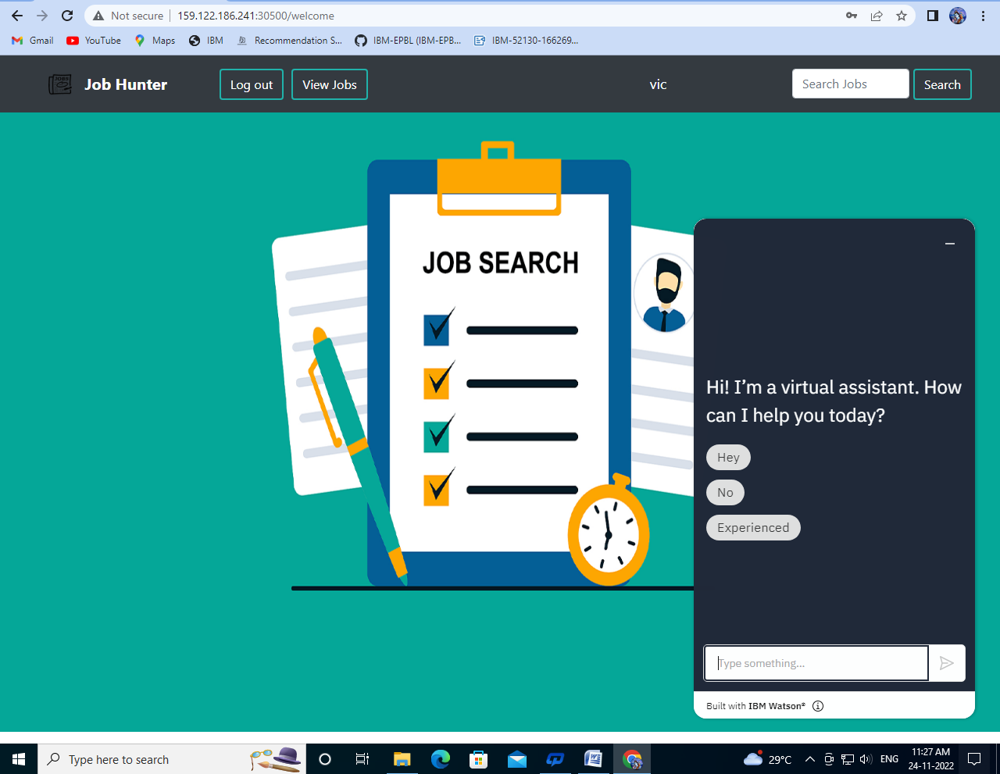 Not secure
159.122.186.241:30500/welcome
Gmail
YouTube
Maps
IBM
Recommendation S...
IBM-EPBL (IBM-EPB...
IBM-52130-166269...
Job Hunter
Log out
View Jobs
vic
Search Jobs
Search
JOB SEARCH
Hi! I’m a virtual assistant. How
can I help you today?
Hey
No
Experienced
Type something...
Built with IBM Watson®
Type here to search
29°C
ENG
11:27 AM
24-11-2022